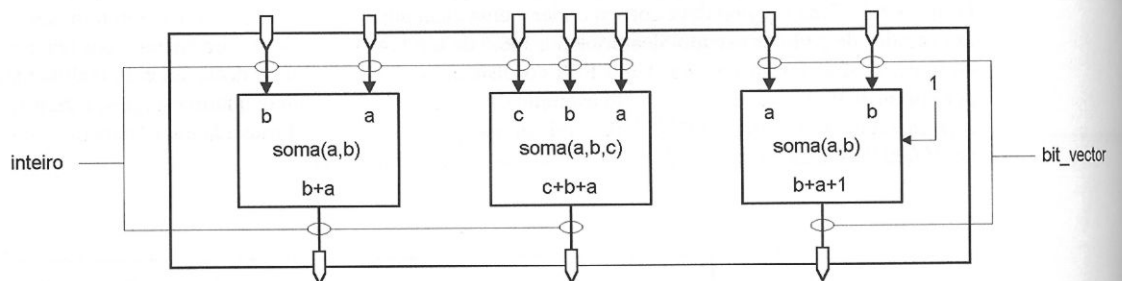 b a
soma(a,b)
b+a
c b a
soma(a,b,c)
c+b+a
a b
soma(a,b)
b+a+1
1
inteiro
bit_vector